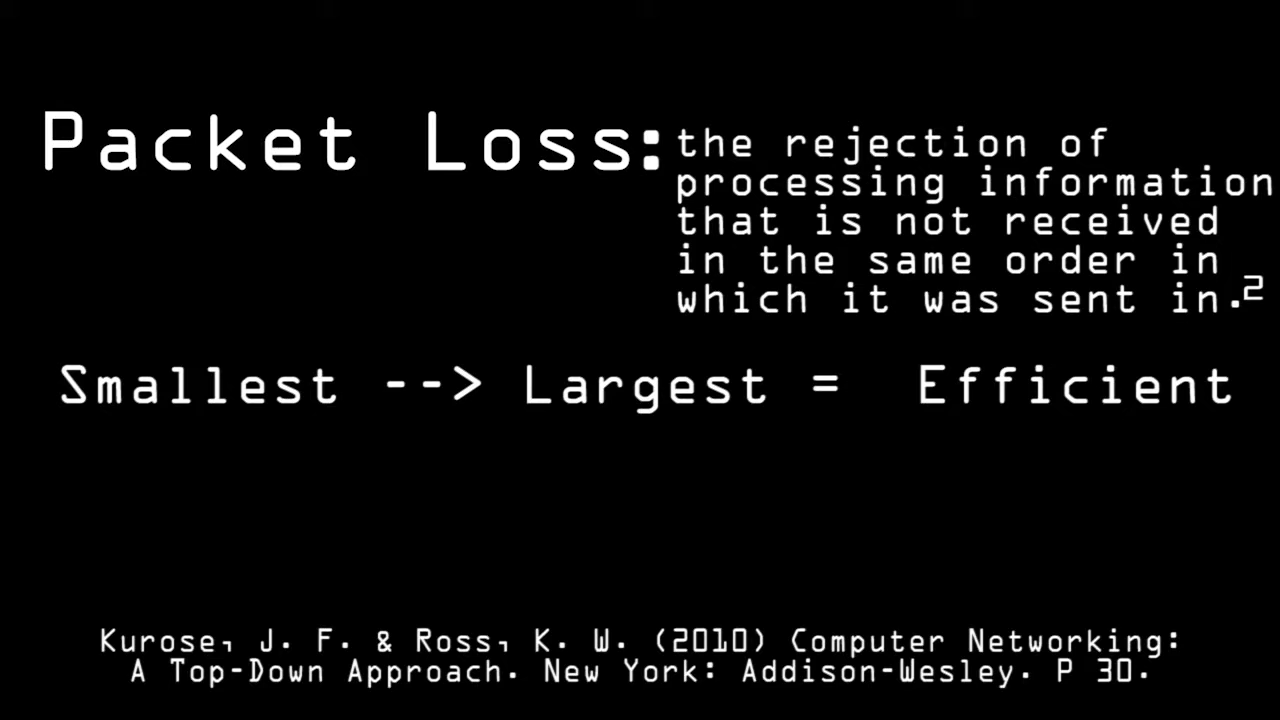 Packet Loss:
the rejection of
processing information
that is not received
in the same order in
which it was sent in.2
Smallest --> Largest = Efficient
Kurose, J. F. & Ross, K. W. (2010) Computer Networking:
A Top-Down Approach. New York: Addison-Wesley. P 30.